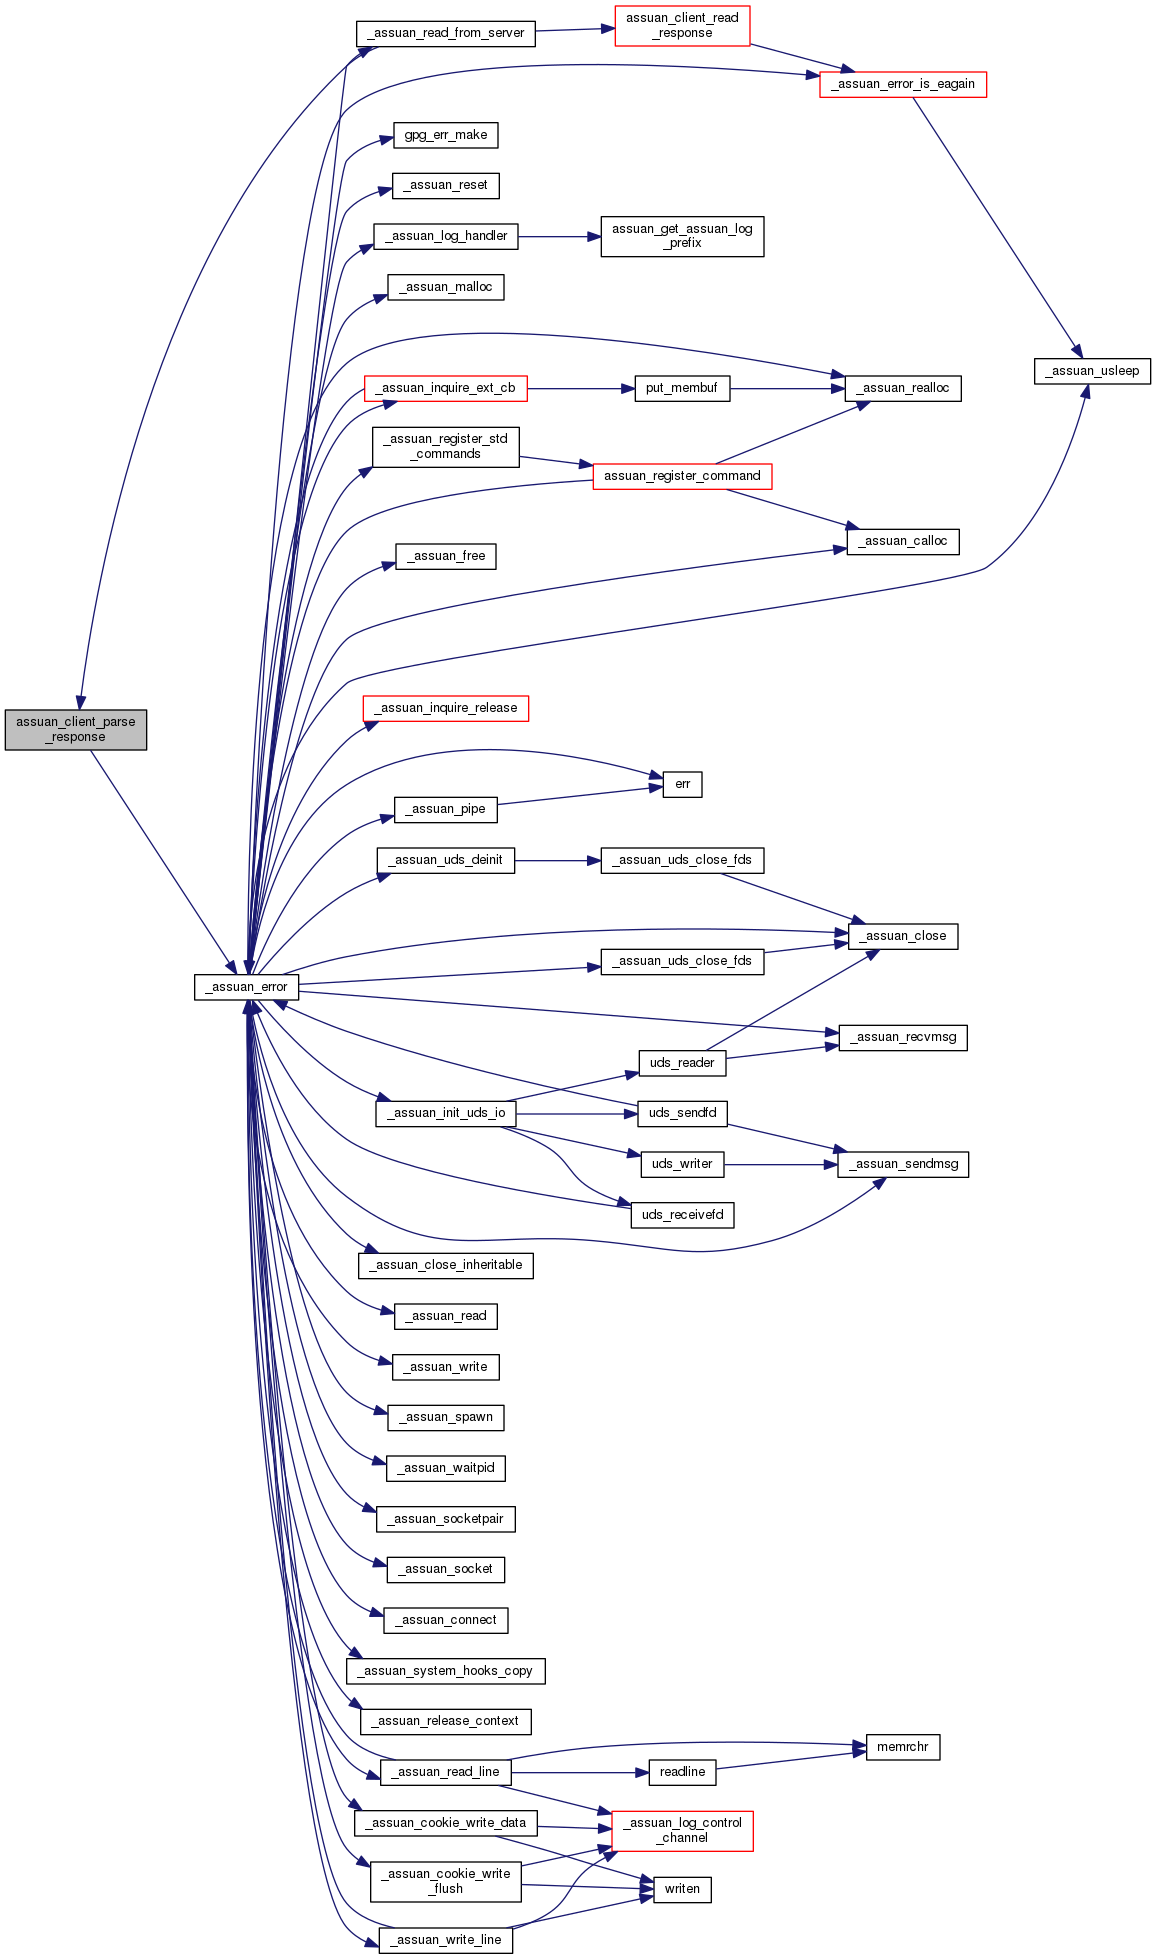 _assuan_read_from_server
assuan_client_read
_response
_assuan_error_is_eagain
gpg_err_make
_assuan_reset
_assuan_log_handler
assuan_get_assuan_log
_prefix
_assuan_malloc
_assuan_usleep
_assuan_inquire_ext_cb
put_membuf
_assuan_realloc
_assuan_register_std
_commands
assuan_register_command
_assuan_calloc
_assuan_free
_assuan_inquire_release
assuan_client_parse
_response
err
_assuan_pipe
_assuan_uds_deinit
_assuan_uds_close_fds
_assuan_close
_assuan_uds_close_fds
_assuan_error
_assuan_recvmsg
uds_reader
_assuan_init_uds_io
uds_sendfd
uds_writer
_assuan_sendmsg
uds_receivefd
_assuan_close_inheritable
_assuan_read
_assuan_write
_assuan_spawn
_assuan_waitpid
_assuan_socketpair
_assuan_socket
_assuan_connect
_assuan_system_hooks_copy
_assuan_release_context
memrchr
_assuan_read_line
readline
_assuan_cookie_write_data
_assuan_log_control
_channel
_assuan_cookie_write
_flush
writen
_assuan_write_line